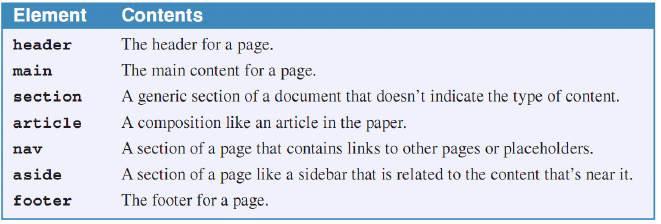 Element Contents
header The header for a page.
main The main content for a page.
section A generic section of a document that doesn't indicate the type of content.
article A composition like an article in the paper.
nav A section of a page that contains links to other pages or placeholders.
aside A section of a page like a sidebar that is related to the content that's near it.
footer The footer for a page.